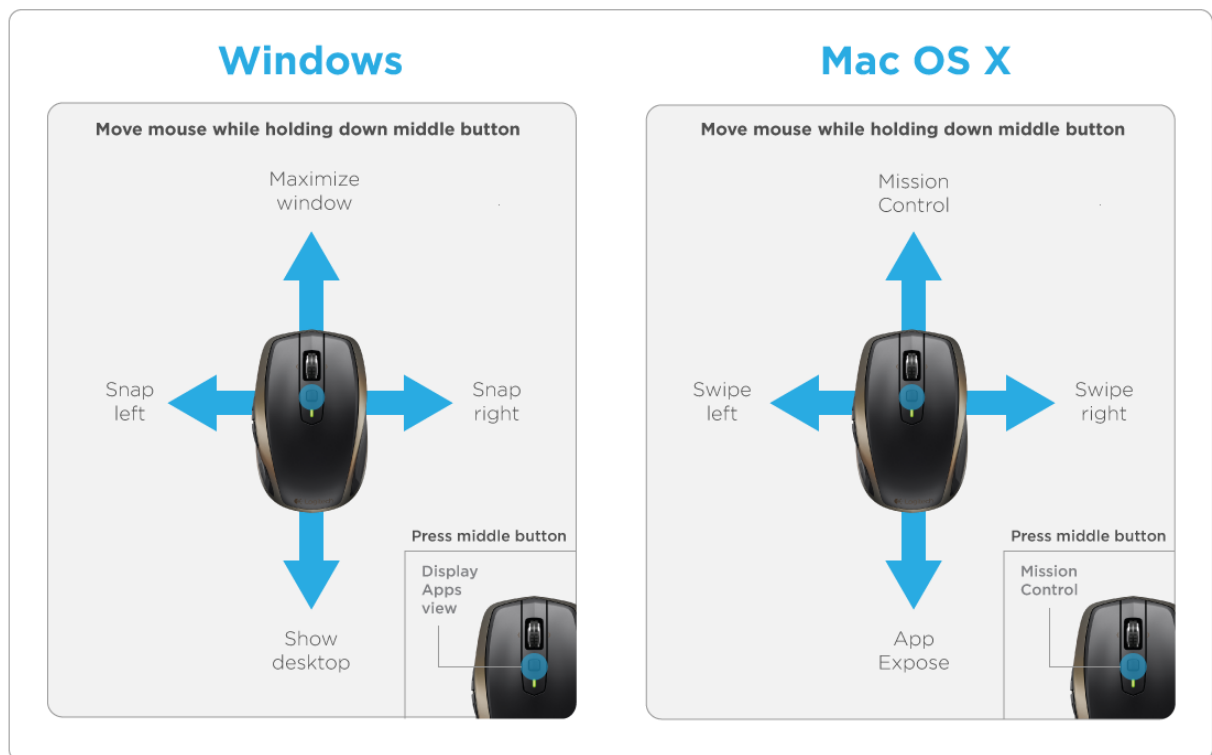 Windows
Move mouse while holding down middle button
Maximize
window
Snap
left
Snap
right
Show
desktop
Press middle button
Display
Apps
view
Mac OS X
Move mouse while holding down middle button
Mission
Control
Swipe
left
Swipe
right
App
Expose
Press middle button
Mission
Control